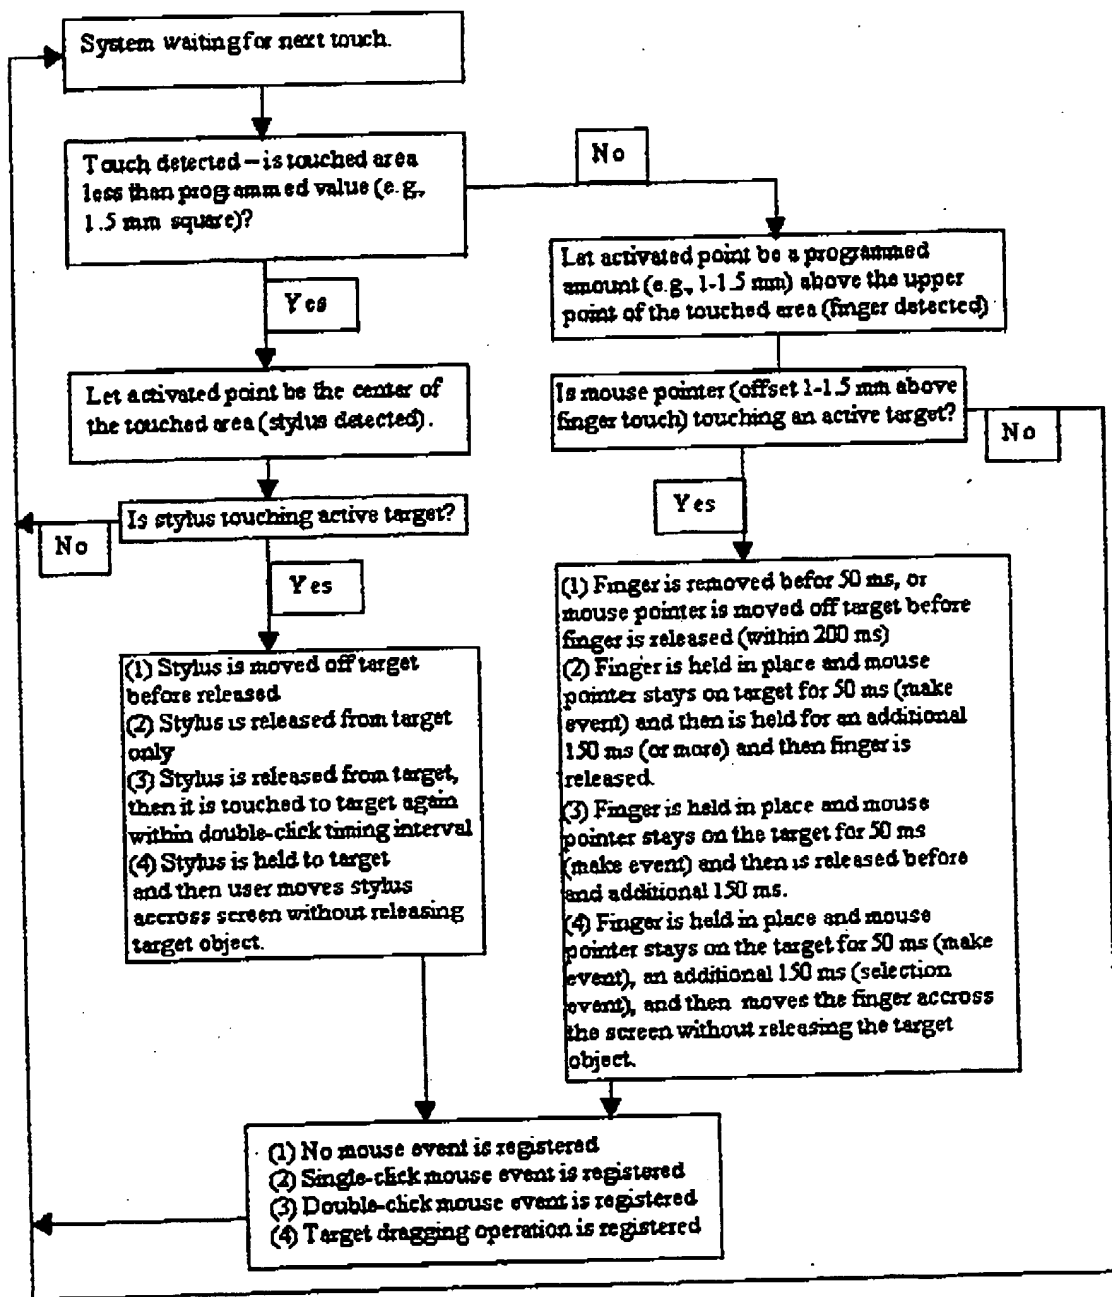 System waiting for next touch.
Touch detected – is touched area
less then programmed value (e.g.,
1.5 mm square)?
No
Yes
Let activated point be a programmed
amount (e.g., 1-1.5 mm) above the upper
point of the touched area (finger detected)
Let activated point be the center of
the touched area (stylus detected).
Is mouse pointer (offset 1-1.5 mm above
finger touch) touching an active target?
No
Yes
Is stylus touching active target?
No
Yes
(1) Stylus is moved off target
before released
(2) Stylus is released from target
only
(3) Stylus is released from target,
then it is touched to target again
within double-click timing interval
(4) Stylus is held to target
and then user moves stylus
accross screen without releasing
target object.
(1) Finger is removed befor 50 ms, or
mouse pointer is moved off target before
finger is released (within 200 ms)
(2) Finger is held in place and mouse
pointer stays on target for 50 ms (make
event) and then is held for an additional
150 ms (or more) and then finger is
released.
(3) Finger is held in place and mouse
pointer stays on the target for 50 ms
(make event) and then is released before
and additional 150 ms.
(4) Finger is held in place and mouse
pointer stays on the target for 50 ms (make
event), an additional 150 ms (selection
event), and then moves the finger accross
the screen without releasing the target
object.
(1) No mouse event is registered
(2) Single-click mouse event is registered
(3) Double-click mouse event is registered
(4) Target dragging operation is registered